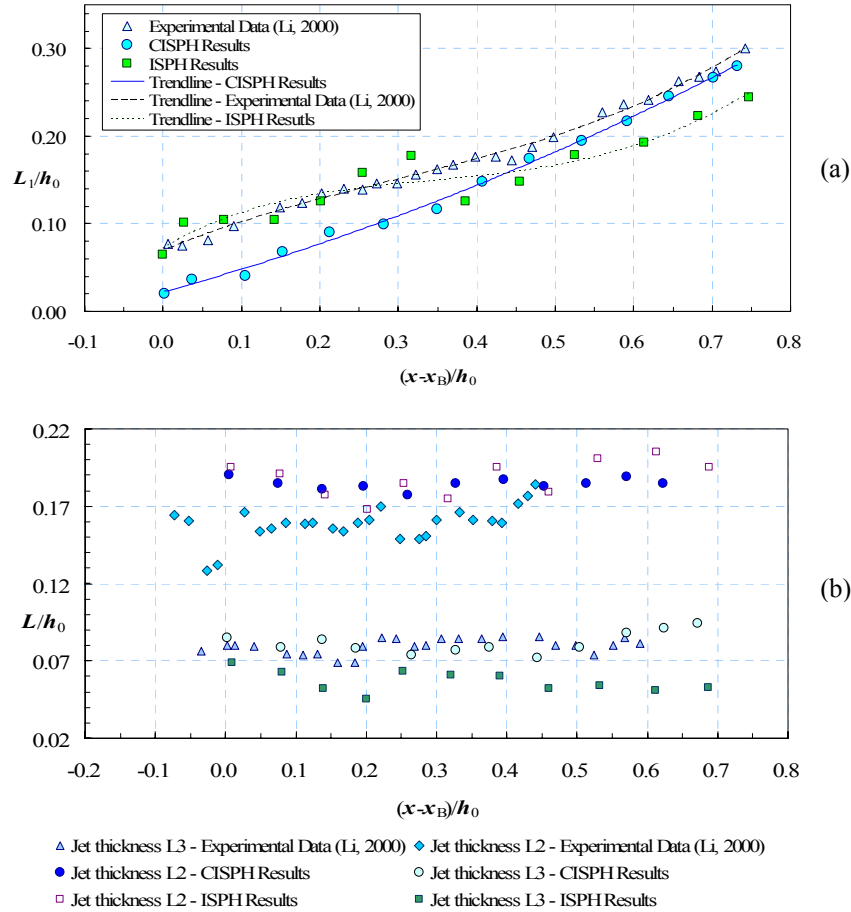 Experimental Data (Li, 2000)
CISPH Results
ISPH Results
Trendline - CISPH Results
Trendline - Experimental Data (Li, 2000)
Trendline - ISPH Resutls
0.30
0.20
L1/h0
0.10
0.00
-0.1 0.0 0.1 0.2 0.3 0.4 0.5 0.6 0.7 0.8
(x-xB)/h0
(a)
0.22
0.17
0.12
L/h0
0.07
0.02
-0.2 -0.1 0.0 0.1 0.2 0.3 0.4 0.5 0.6 0.7 0.8
(x-xB)/h0
(b)
Jet thickness L3 - Experimental Data (Li, 2000) Jet thickness L2 - Experimental Data (Li, 2000)
Jet thickness L2 - CISPH Results Jet thickness L3 - CISPH Results
Jet thickness L2 - ISPH Results Jet thickness L3 - ISPH Results